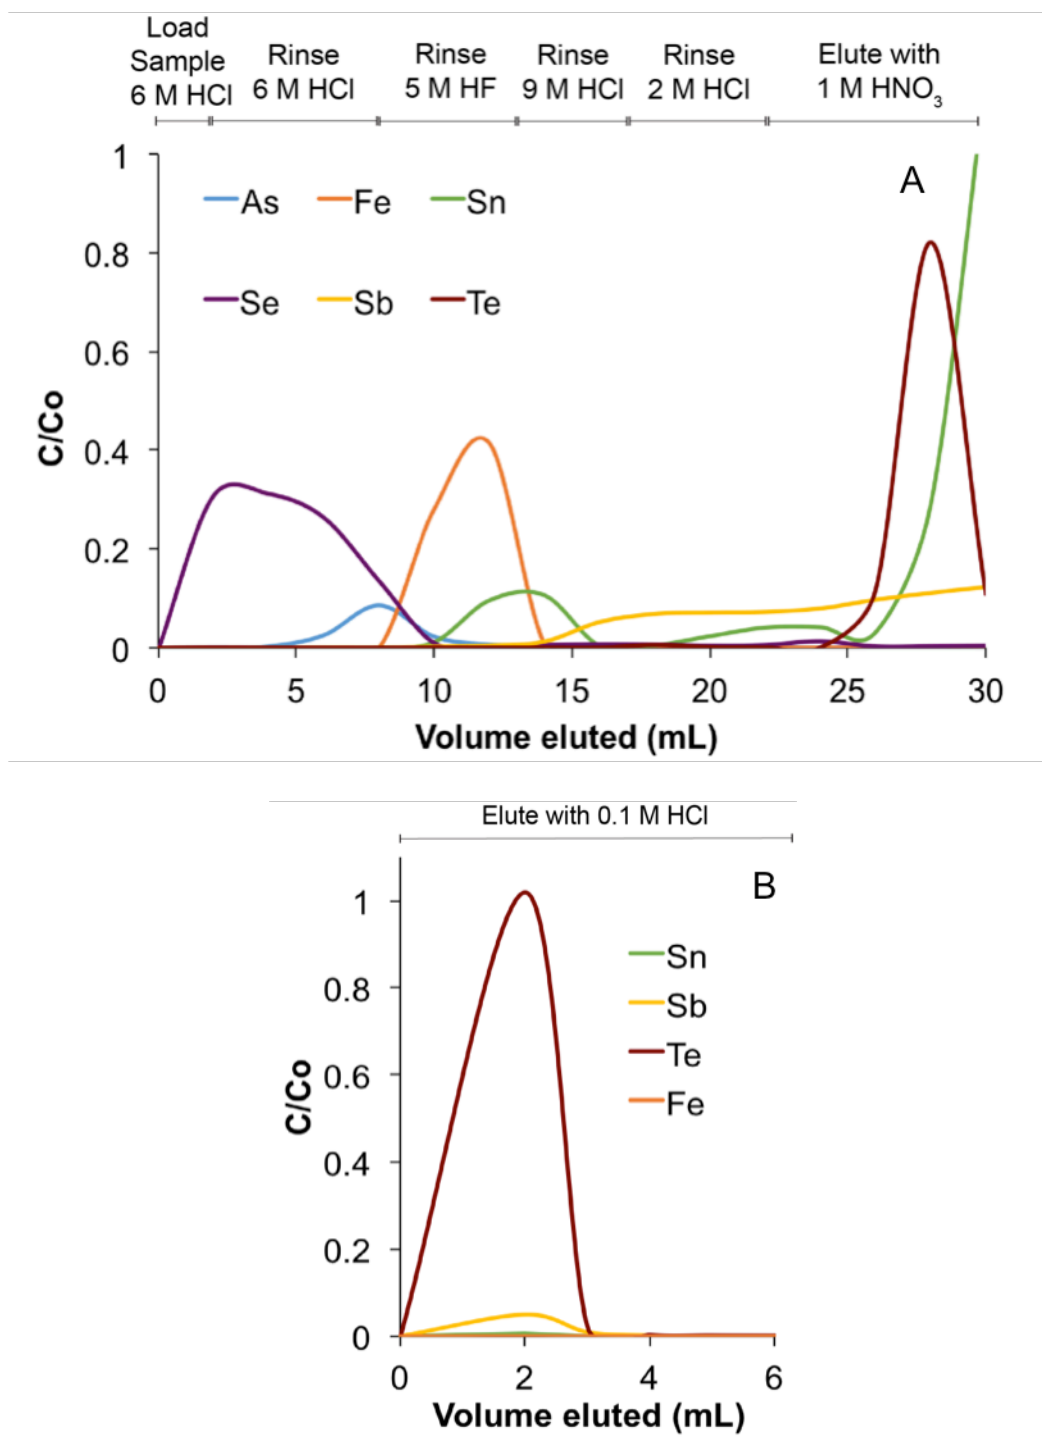 Load
Sample
6 M HCl
Rinse
6 M HCl
Rinse
5 M HF
Rinse
9 M HCl
Rinse
2 M HCl
Elute with
1 M HNO3
A
As
Fe
Sn
Se
Sb
Te
1
0.8
0.6
0.4
0.2
0
C/Co
0 5 10 15 20 25 30
Volume eluted (mL)
Elute with 0.1 M HCl
B
Sn
Sb
Te
Fe
1
0.8
0.6
0.4
0.2
0
C/Co
0 2 4 6
Volume eluted (mL)